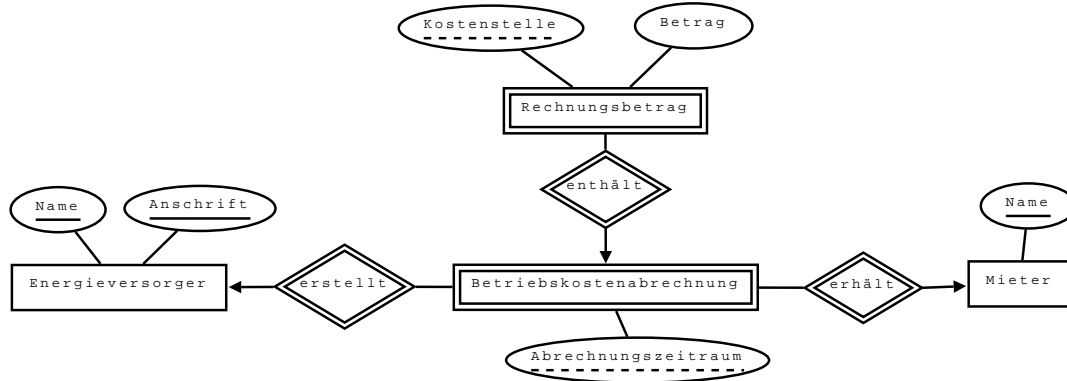 Kostenstelle
Betrag
Rechnungsbetrag
enthält
Name
Anschrift
Name
Energieversorger
erstellt
Betriebskostenabrechnung
erhält
Mieter
Abrechnungszeitraum